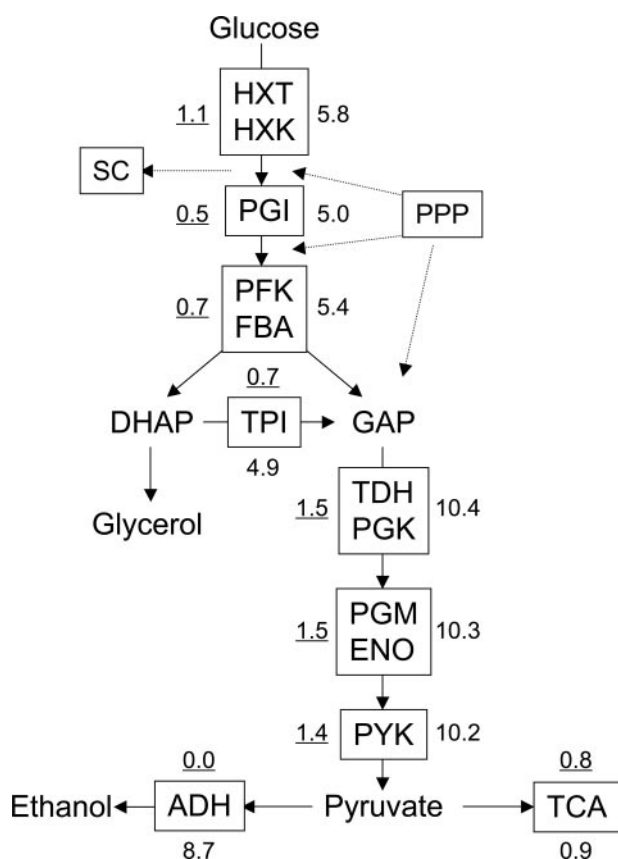 Glucose
HXT
1.1 5.8
HXK
SC
PPP
0.5 PGI 5.0
PFK
0.7 5.4
FBA
0.7
DHAP TPI GAP
4.9
TDH
1.5 10.4
PGK
Glycerol
PGM
1.5 10.3
ENO
1.4 PYK 10.2
0.0 0.8
Ethanol ADH Pyruvate TCA
8.7 0.9